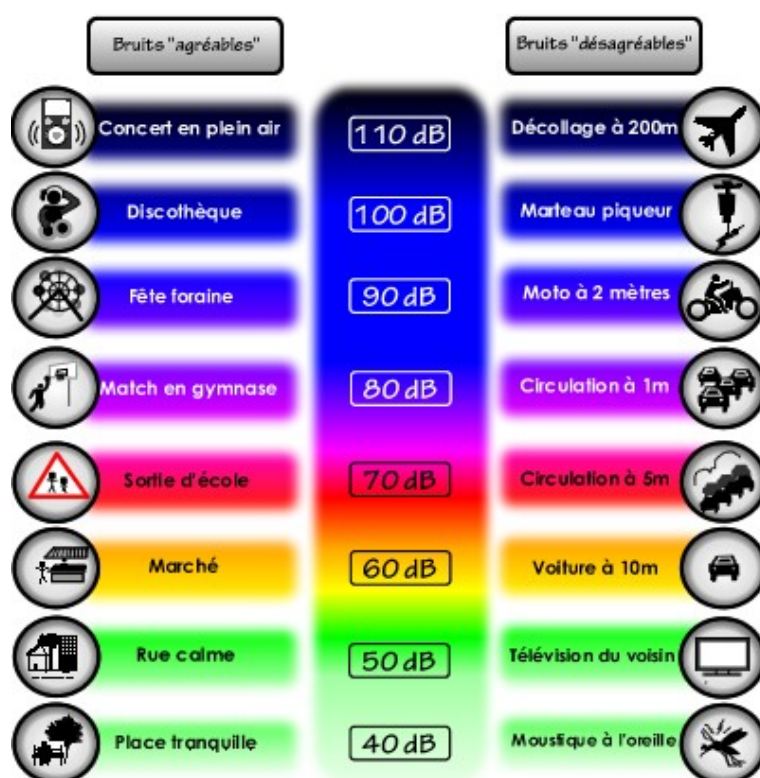 Bruits "agréables"
Bruits "désagréables"
Concert en plein air
110 dB
Décollage à 200m
Discothèque
100 dB
Marteau piqueur
Fête foraine
90 dB
Moto à 2 mètres
Match en gymnase
80 dB
Circulation à 1m
Sortie d'école
70 dB
Circulation à 5m
Marché
60 dB
Voiture à 10m
Rue calme
50 dB
Télévision du voisin
Place tranquille
40 dB
Moustique à l'oreille